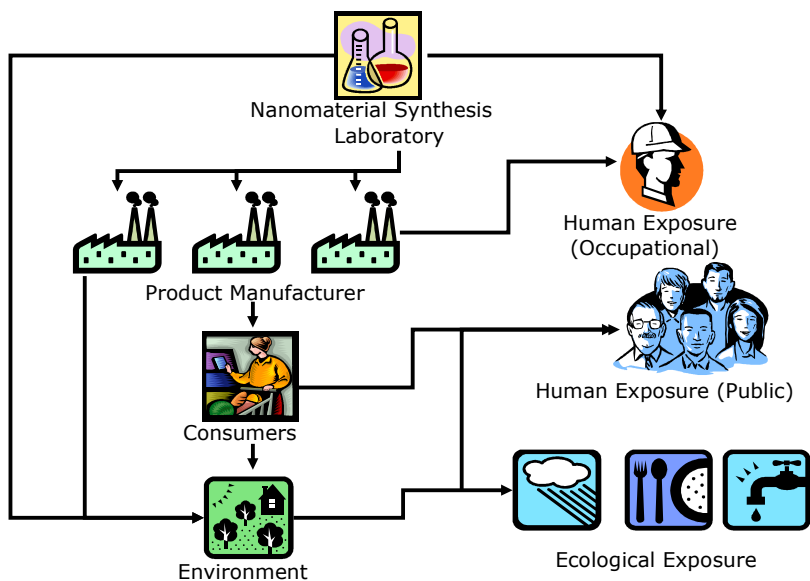 Nanomaterial Synthesis
Laboratory
Human Exposure
(Occupational)
Product Manufacturer
Human Exposure (Public)
Consumers
Ecological Exposure
Environment